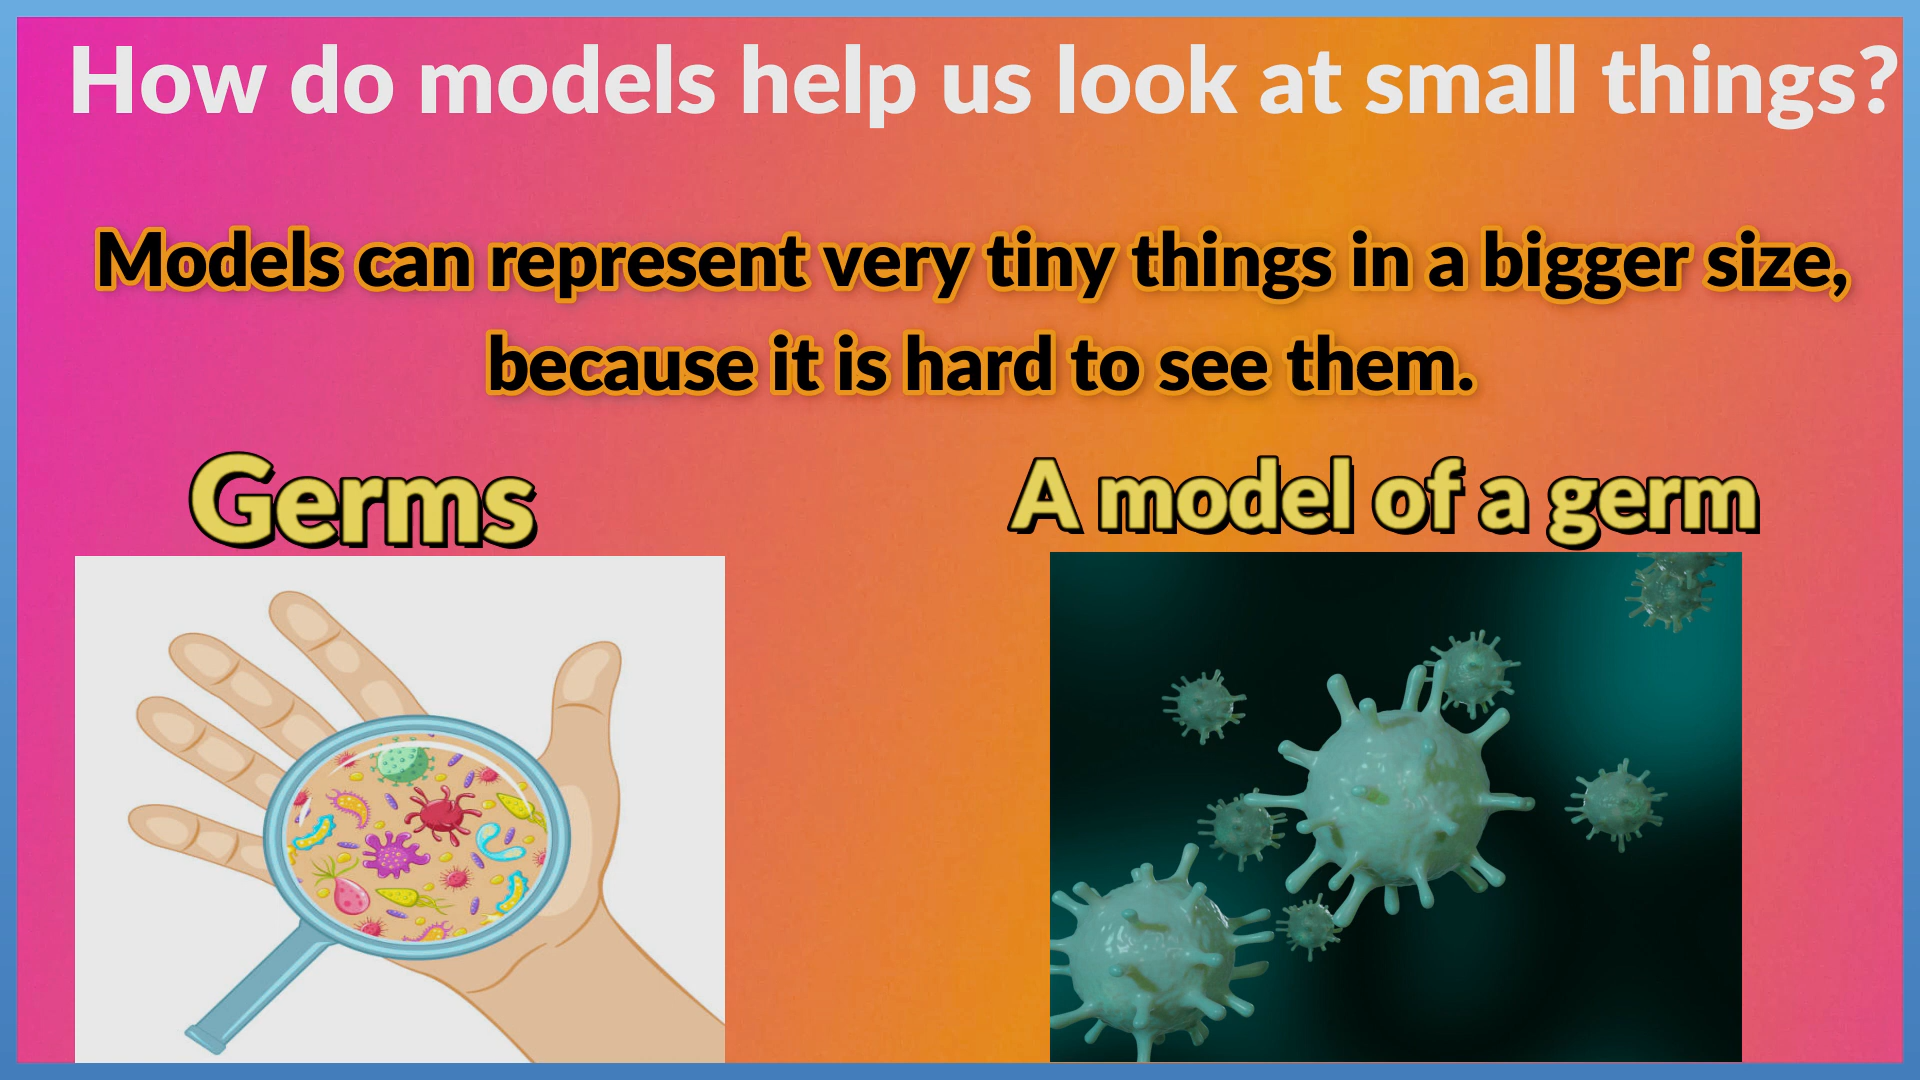 How do models help us look at small things?
Models can represent very tiny things in a bigger size,
because it is hard to see them.
Germs
A model of a germ